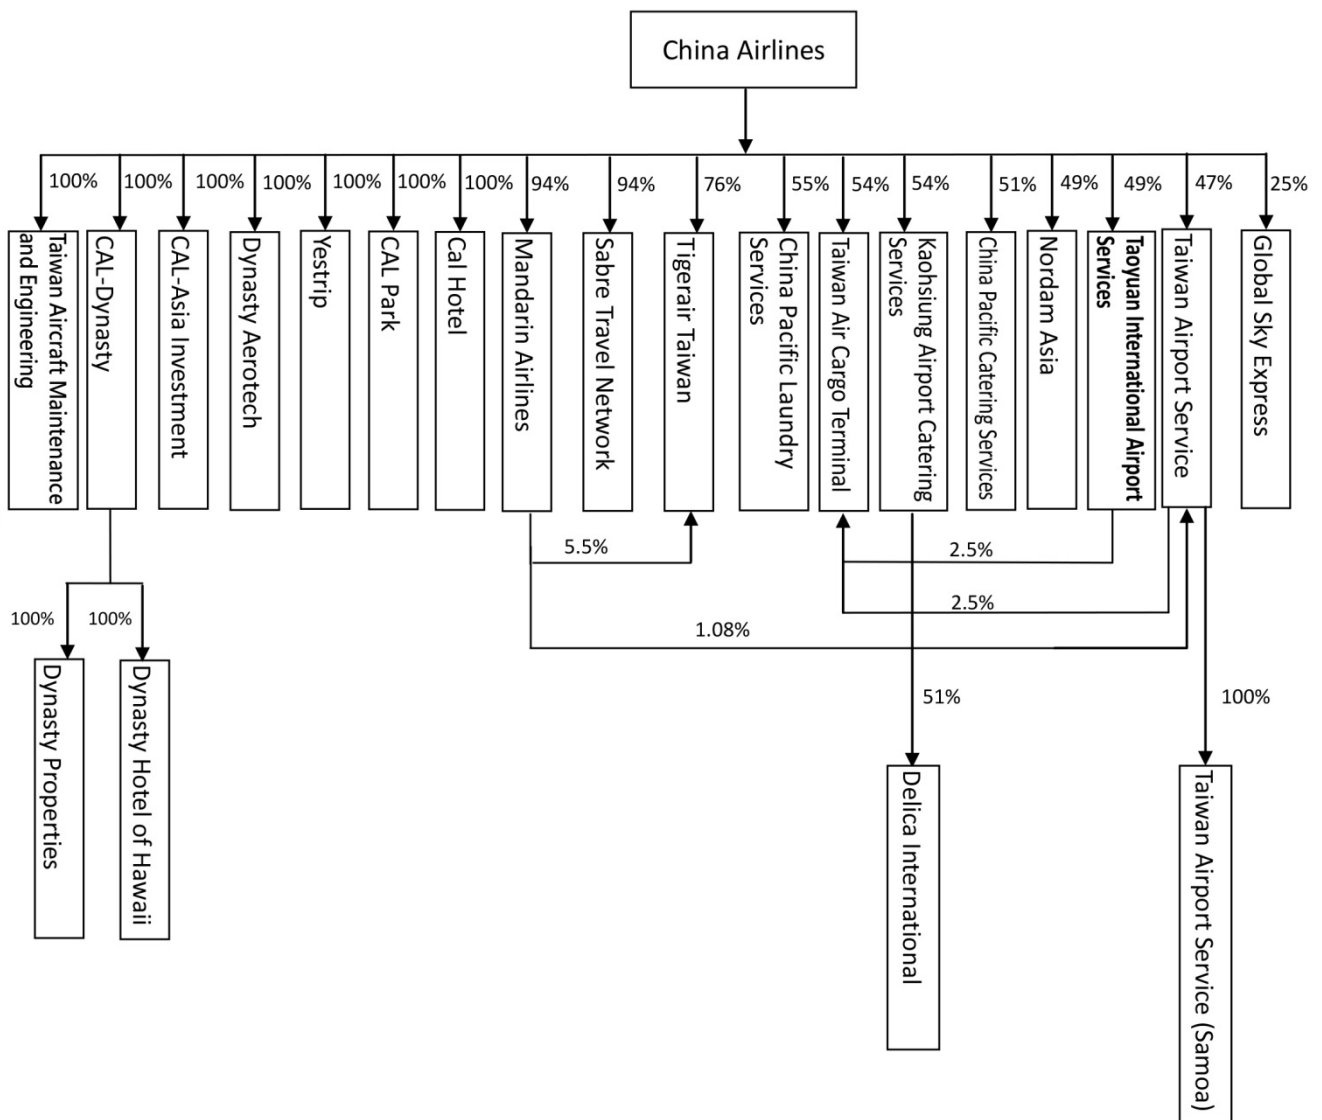 China Airlines
100%
100%
100%
100%
100%
100%
100%
94%
94%
76%
55%
54%
54%
51%
49%
49%
47%
25%
Taiwan Aircraft Maintenance
and Engineering
CAL-Dynasty
CAL-Asia Investment
Dynasty Aerotech
Yestrip
CAL Park
Cal Hotel
Mandarin Airlines
Sabre Travel Network
Tigerair Taiwan
China Pacific Laundry
Services
Taiwan Air Cargo Terminal
Kaohsiung Airport Catering
Services
China Pacific Catering Services
Nordam Asia
Taoyuan International Airport
Services
Taiwan Airport Service
Global Sky Express
5.5%
2.5%
2.5%
1.08%
100%
100%
51%
100%
Dynasty Properties
Dynasty Hotel of Hawaii
Delica International
Taiwan Airport Service (Samoa)